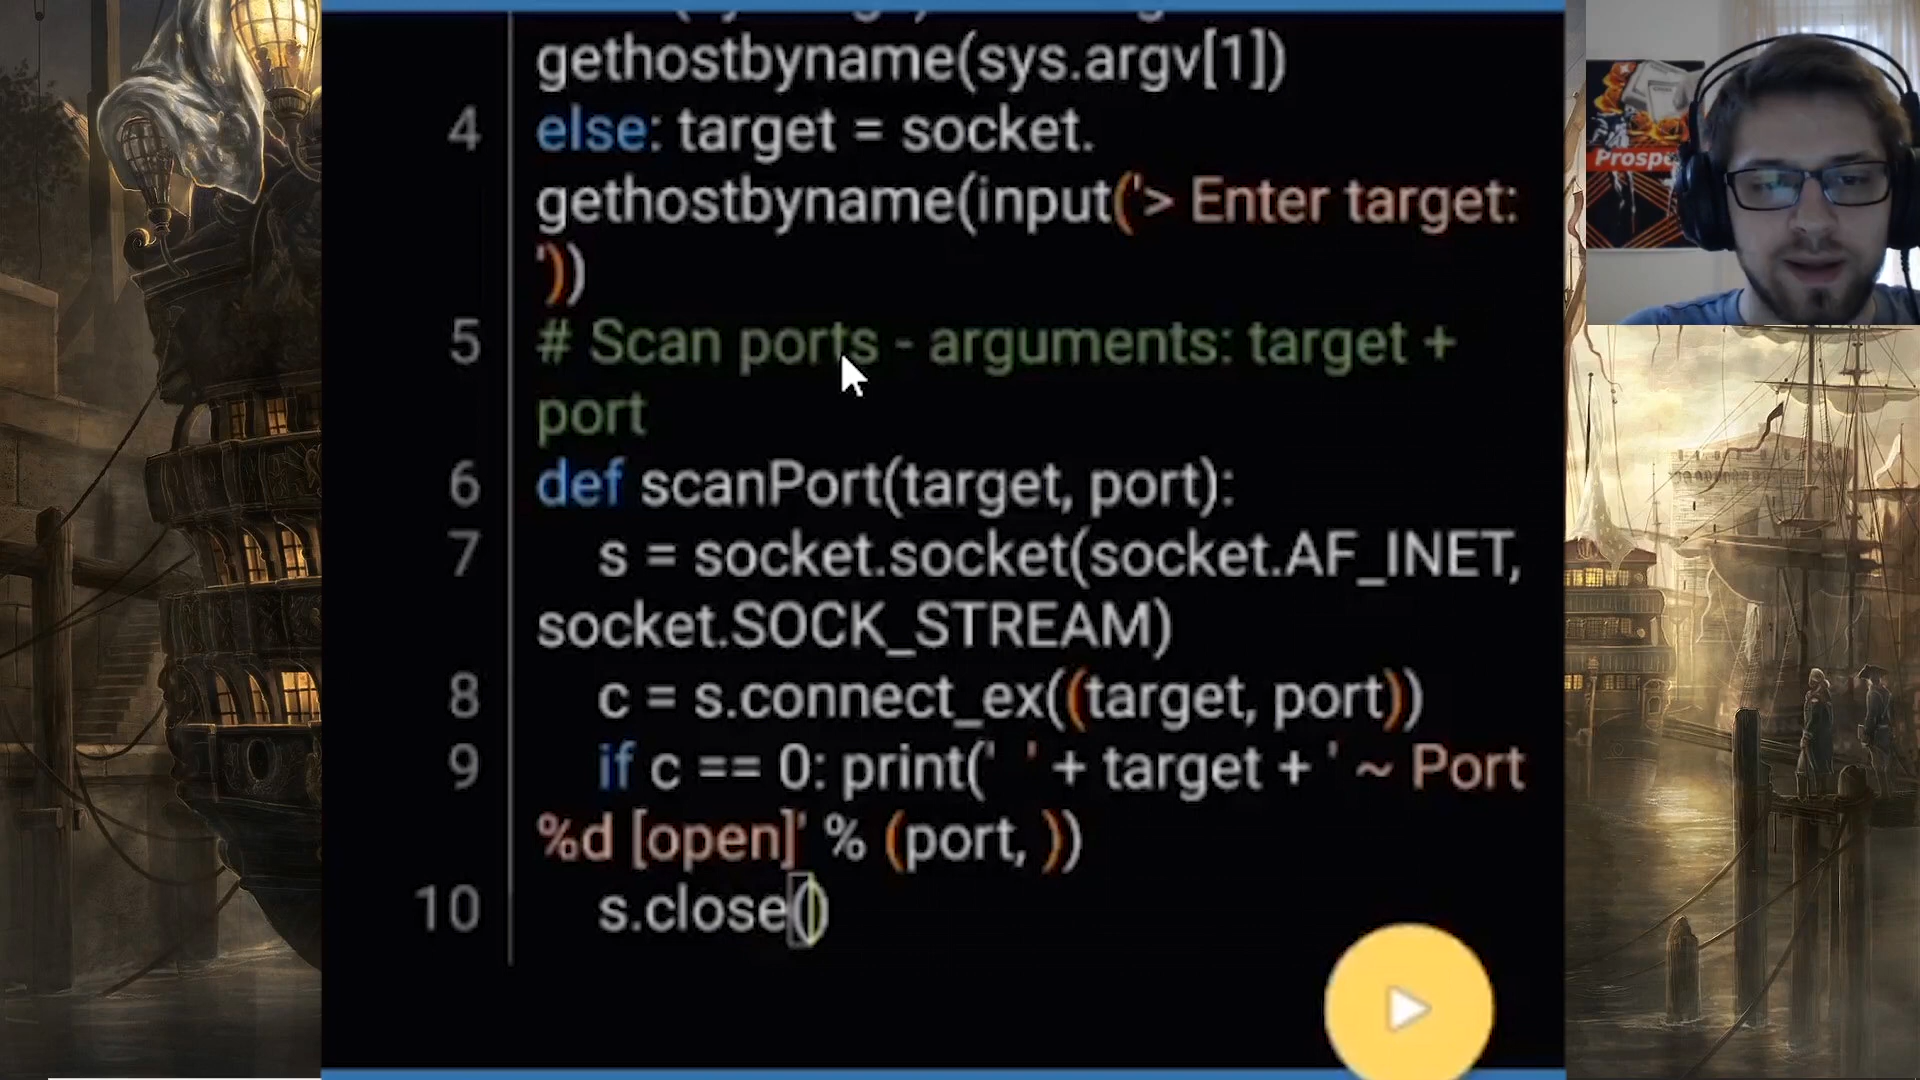 gethostbyname(sys.argv[1])
4 else: target = socket.
gethostbyname(input('> Enter target:
'))
5 # Scan ports - arguments: target +
port
6 def scanPort(target, port):
7 s = socket.socket(socket.AF_INET,
socket.SOCK_STREAM)
8 c = s.connect_ex((target, port))
9 if c == 0: print(' ' + target + ' ~ Port
%d [open]' % (port, ))
10 s.close()
Prospe